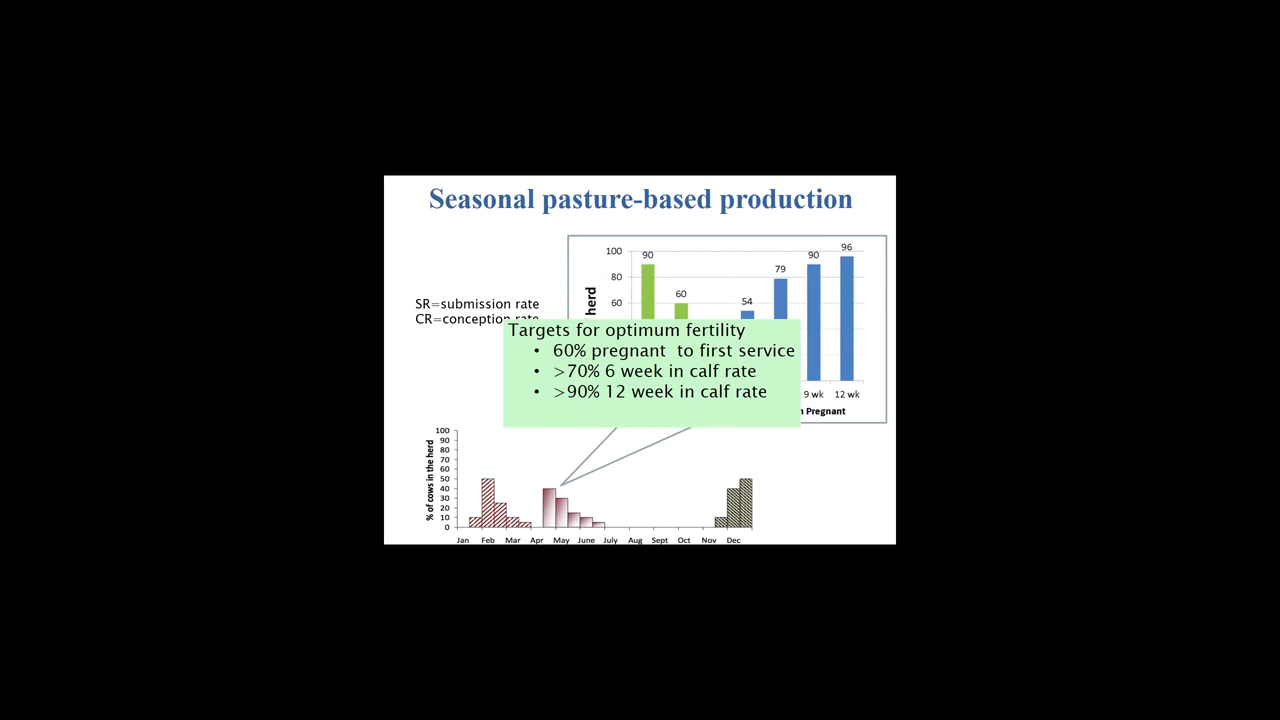 Seasonal pasture-based production
SR=submission rate
CR=conception rate
100
80
60
herd
90
60
54
79
90
96
9 wk
12 wk
n Pregnant
Targets for optimum fertility
• 60% pregnant to first service
• >70% 6 week in calf rate
• >90% 12 week in calf rate
% of cows in the herd
100
90
80
70
60
50
40
30
20
10
0
Jan Feb Mar Apr May June July Aug Sept Oct Nov Dec